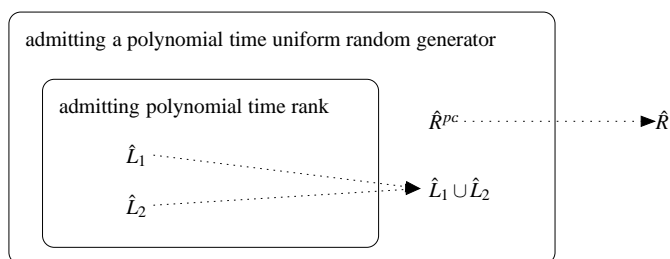 admitting a polynomial time uniform random generator
admitting polynomial time rank
R̂ᵖᶜ R̂
L̂₁
L̂₂ L̂₁ ∪ L̂₂